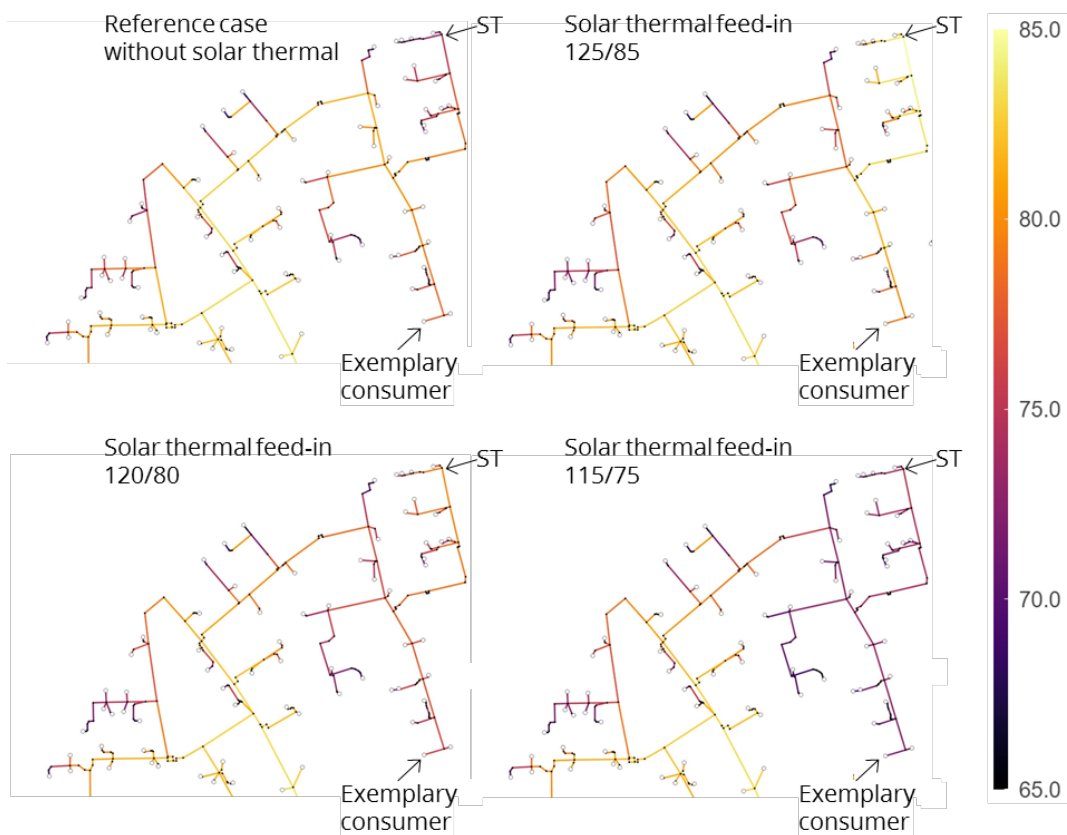 Reference case
without solar thermal
ST
Solar thermal feed-in
125/85
ST
85.0
80.0
75.0
70.0
65.0
Exemplary
consumer
Exemplary
consumer
Solar thermal feed-in
120/80
ST
Solar thermal feed-in
115/75
ST
Exemplary
consumer
Exemplary
consumer